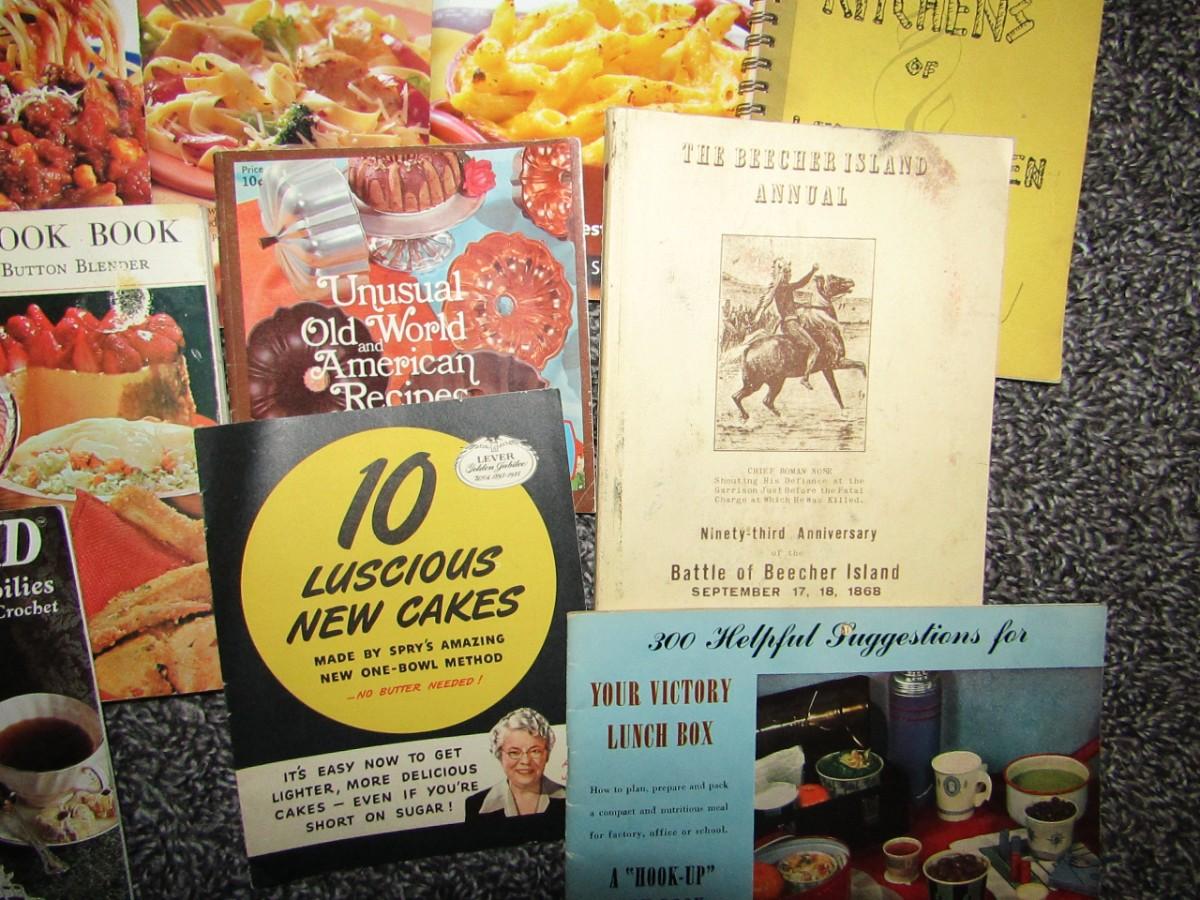 KITCHENS
OF
EN
OOK BOOK
BUTTON BLENDER
Price
10¢
Unusual
Old World
and
American
Recipes
THE BEECHER ISLAND
ANNUAL
CHIEF ROMAN NOSE
Shouting His Defiance at the
Garrison Just Before the Fatal
Charge at Which He Was Killed.
Ninety-third Anniversary
of the
Battle of Beecher Island
SEPTEMBER 17, 18, 1868
LEVER
Golden Jubilee
10
LUSCIOUS
NEW CAKES
MADE BY SPRY'S AMAZING
NEW ONE-BOWL METHOD
—NO BUTTER NEEDED!
IT'S EASY NOW TO GET
LIGHTER, MORE DELICIOUS
CAKES — EVEN IF YOU'RE
SHORT ON SUGAR!
D
bilies
Crochet
300 Helpful Suggestions for
YOUR VICTORY
LUNCH BOX
How to plan, prepare and pack
a compact and nutritious meal
for factory, office or school.
A "HOOK-UP"